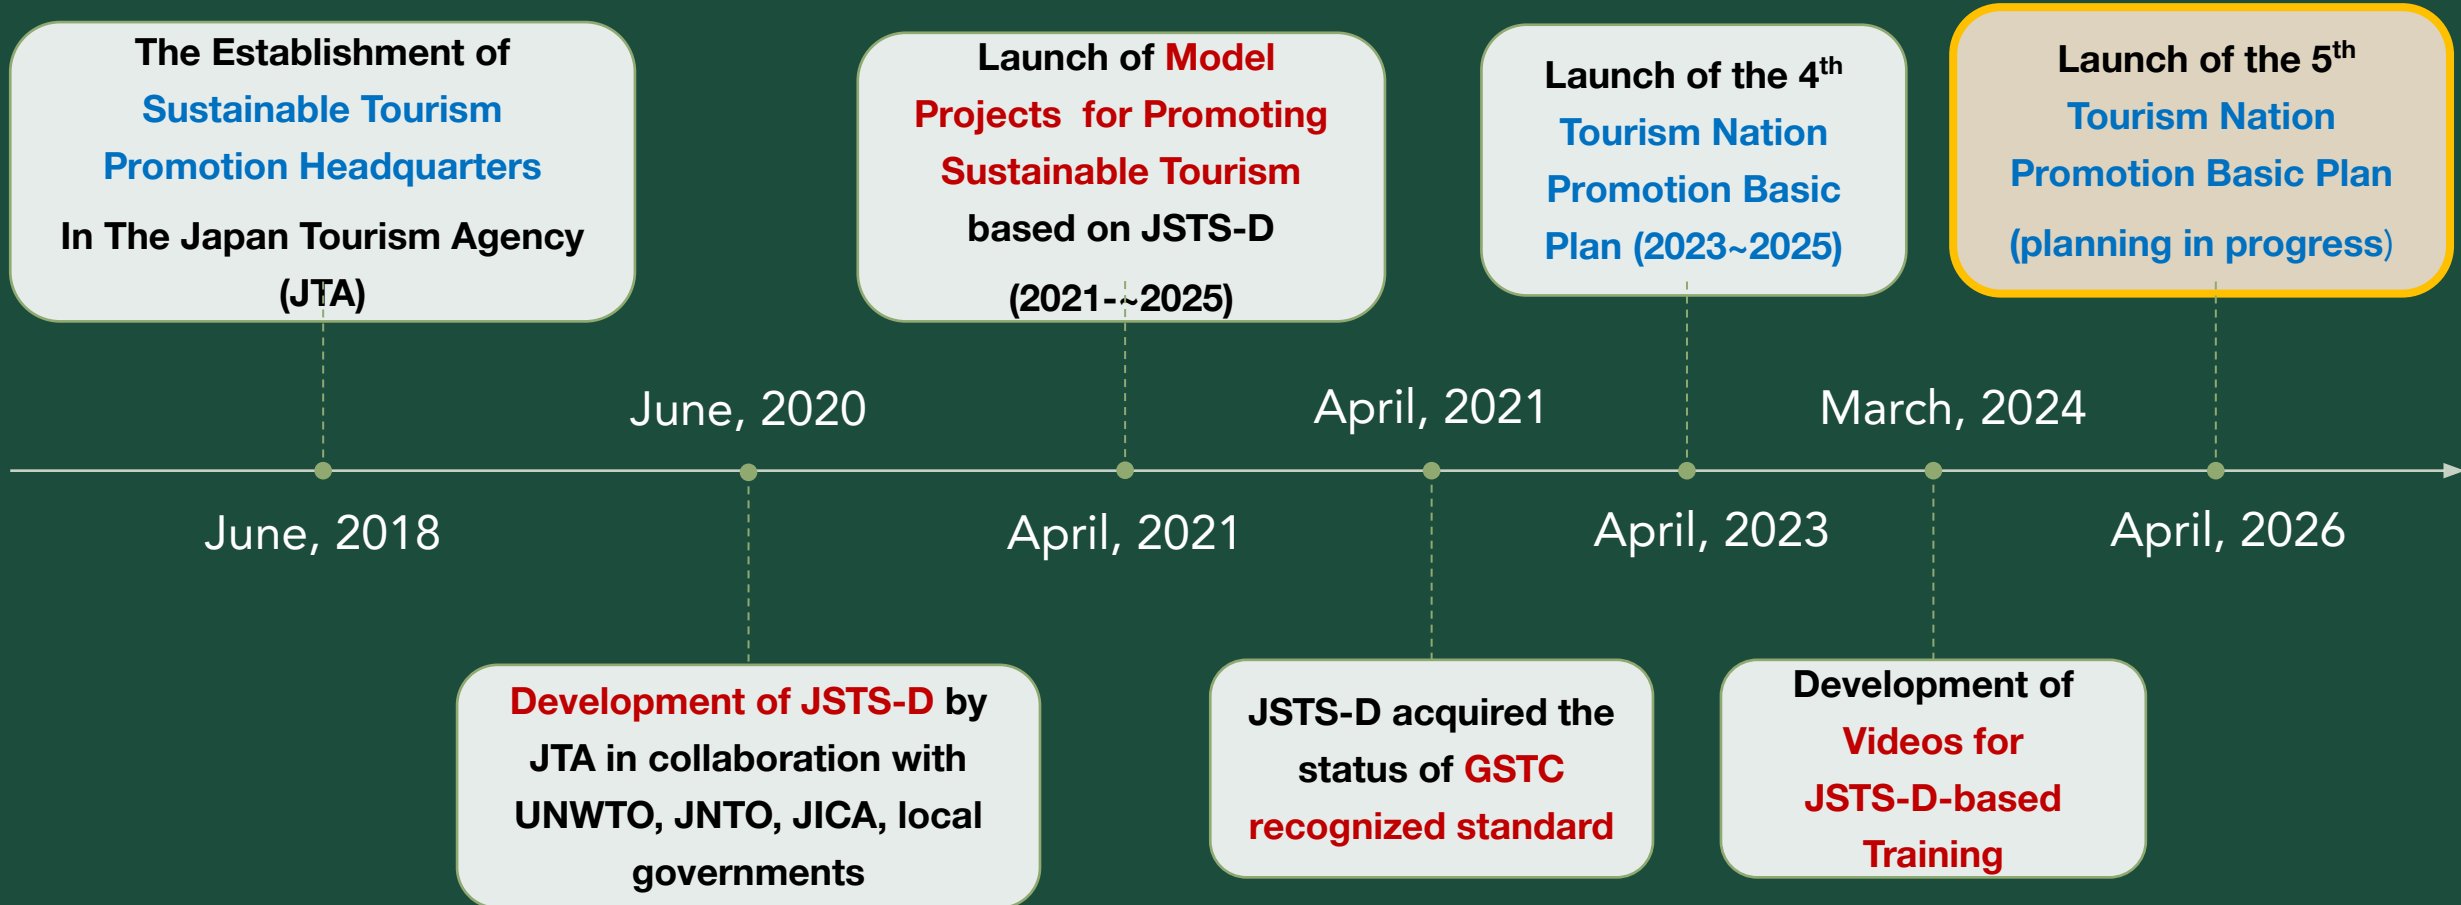 The Establishment of
Sustainable Tourism
Promotion Headquarters
In The Japan Tourism Agency
(JTA)
Launch of Model
Projects  for Promoting
Sustainable Tourism
based on JSTS-D
(2021-~2025)
Launch of the 4th
Tourism Nation
Promotion Basic
Plan (2023~2025)
Launch of the 5th
Tourism Nation
Promotion Basic Plan
(planning in progress)
June, 2020
April, 2021
March, 2024
June, 2018
April, 2021
April, 2023
April, 2026
Development of JSTS-D by
JTA in collaboration with
UNWTO, JNTO, JICA, local
governments
JSTS-D acquired the
status of GSTC
recognized standard
Development of
Videos for
JSTS-D-based
Training